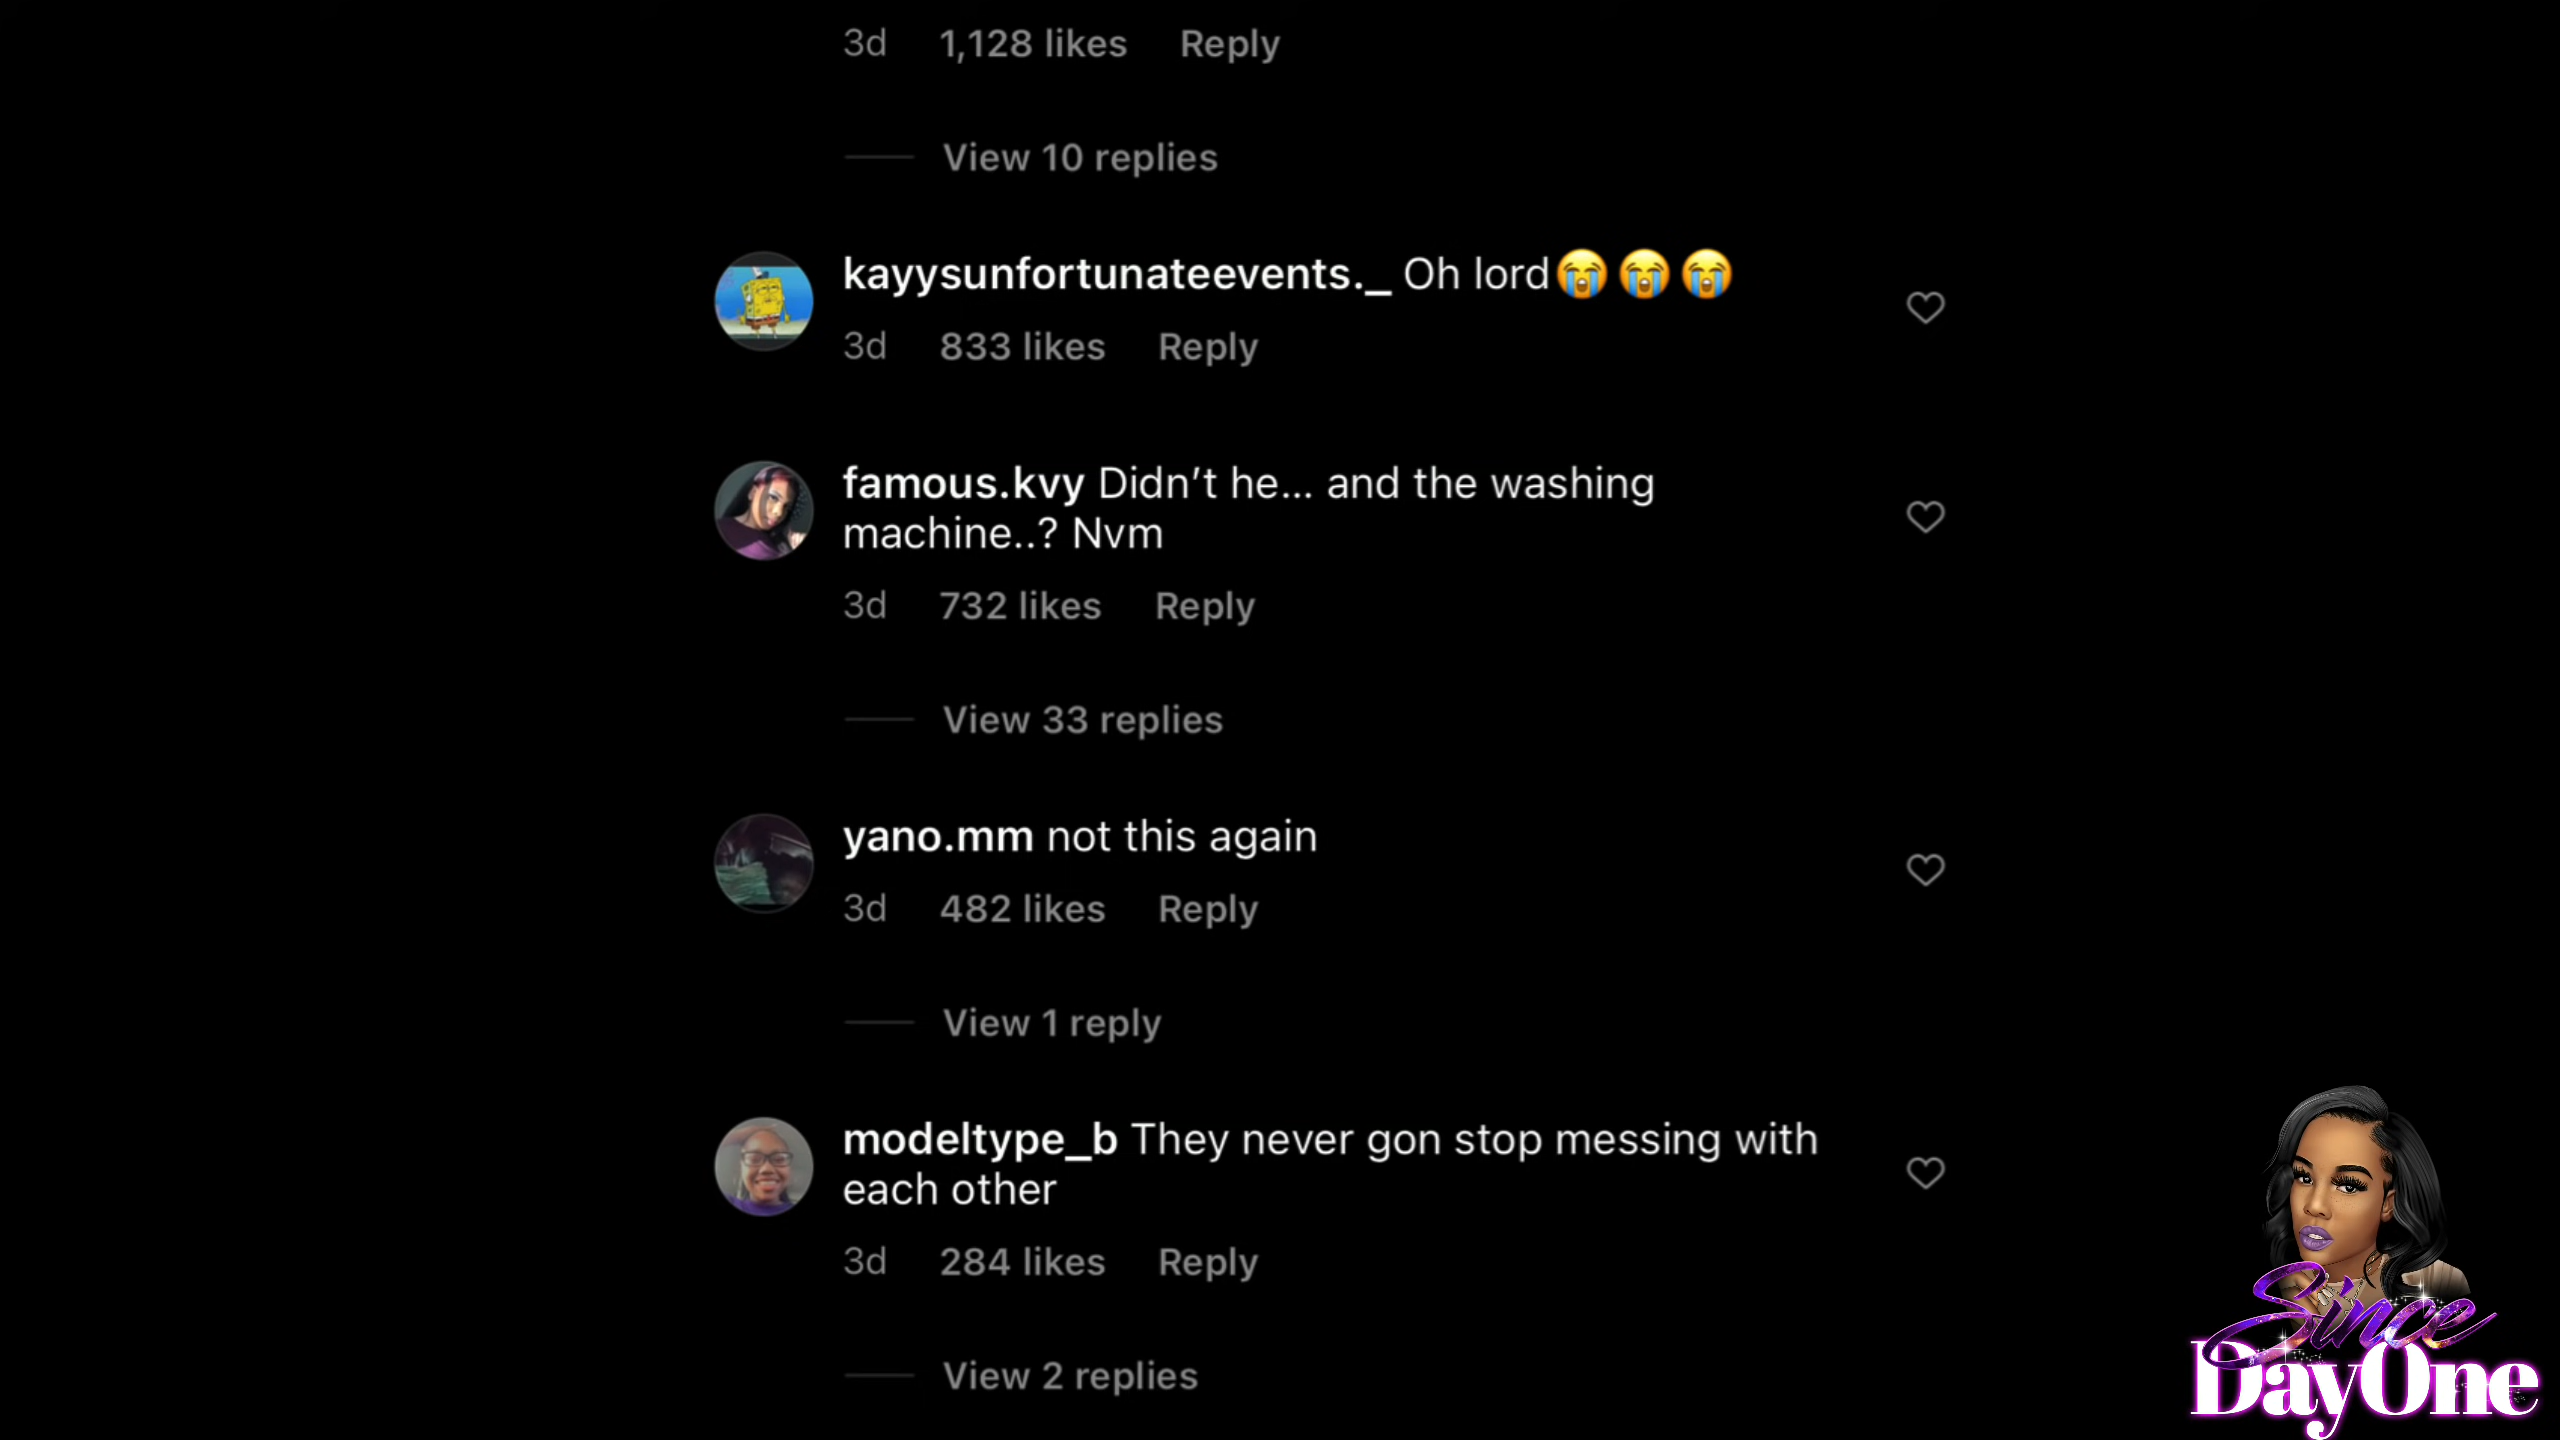 3d 1,128 likes Reply
View 10 replies
kayysunfortunateevents._ Oh lord😭😭😭
3d 833 likes Reply
famous.kvy Didn’t he... and the washing
machine..? Nvm
3d 732 likes Reply
View 33 replies
yano.mm not this again
3d 482 likes Reply
View 1 reply
modeltype_b They never gon stop messing with
each other
3d 284 likes Reply
View 2 replies
Since
DayOne